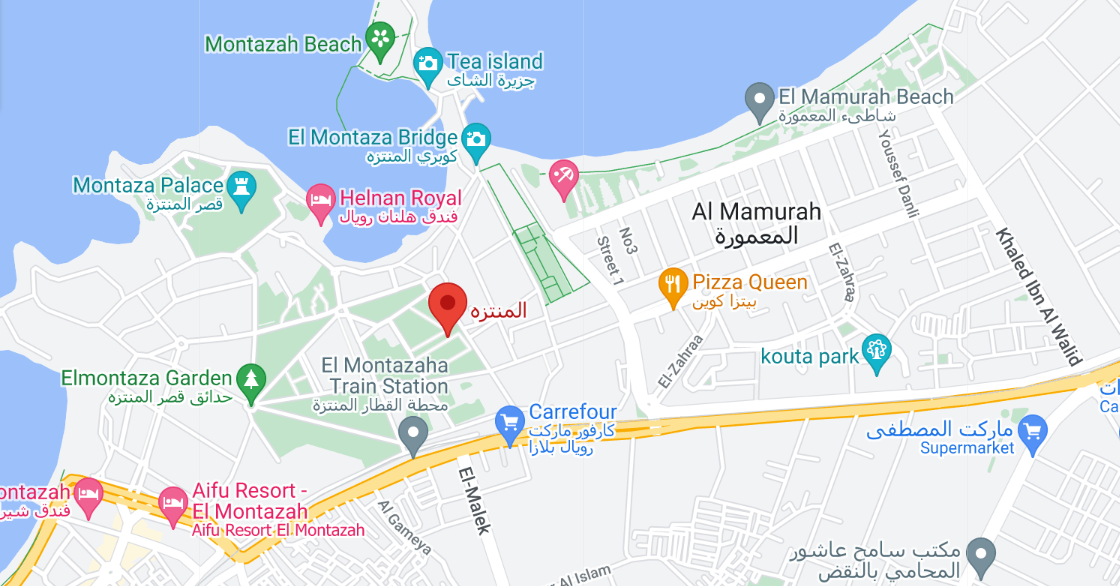 Montazah Beach
Tea island
جزيرة الشاي
El Mamurah Beach
شاطىء المعمورة
El Montaza Bridge
كوبري المنتزه
Youssef Danli
Montaza Palace
قصر المنتزة
Helnan Royal
فندق هلنان رويال
Al Mamurah
المعمورة
No3
Street 1
El-Zahraa
Khaled Ibn Al Walid
Pizza Queen
بيتزا كوين
المنتزه
kouta park
El-Zahraa
El Montazaha
Train Station
محطة القطار المنتزة
Elmontaza Garden
حدائق قصر المنتزه
Carrefour
كارفور ماركت
رويال بلازا
ماركت المصطفى
Supermarket
ات
Ca
ontazah
فندق شير
Aifu Resort -
El Montazah
Aifu Resort El Montazah
El-Malek
Al Gameya
Al Islam
مكتب سامح عاشور
المحامي بالنقض